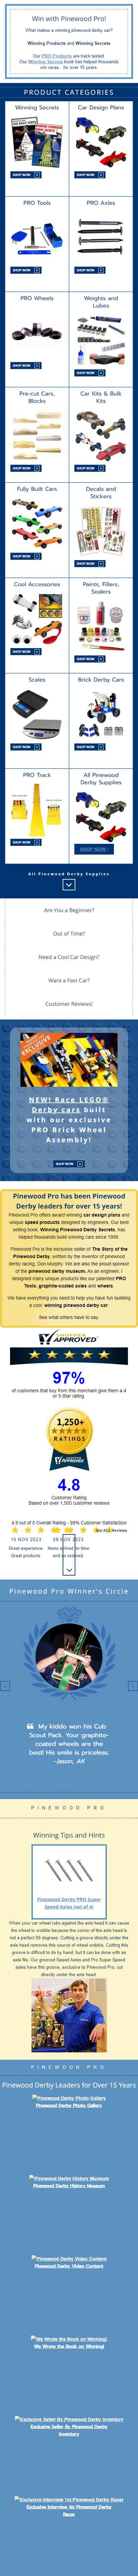 Win with Pinewood Pro!
What makes a winning pinewood derby car?
Winning Products and Winning Secrets
Our PRO Products are track tested
Our Winning Secrets book has helped thousands
win races... for over 15 years.
PRODUCT CATEGORIES
Winning Secrets
Car Design Plans
SHOP NOW
SHOP NOW
PRO Tools
PRO Nails
SHOP NOW
SHOP NOW
PRO Wheels
Weights and
Lubes
SHOP NOW
SHOP NOW
Pre-cut Cars,
Blocks
Car Kits & Bulk
Kits
SHOP NOW
SHOP NOW
Fully Built Cars
Decals and
Stickers
SHOP NOW
SHOP NOW
Cool Accessories
Paints, Fillers,
Sealers
SHOP NOW
SHOP NOW
Scales
Brick Derby Cars
SHOP NOW
SHOP NOW
PRO Track
All Pinewood
Derby Supplies
SHOP NOW
SHOP NOW
All Pinewood Derby Supplies
Are You a Beginner?
Out of Time?
Need a Cool Car Design?
Want a Fast Car?
Customer Reviews!
EXCLUSIVE
NEW! Race LEGO®
Derby cars built
with our exclusive
PRO Brick Wheel
Assembly!
SHOP NOW
Pinewood Pro has been Pinewood
Derby leaders for over 15 years!
Pinewood Pro offers award winning car design plans and
unique speed products designed by engineers. Our best
selling book, Winning Pinewood Derby Secrets, has
helped thousands build winning cars since 1999.
Pinewood Pro is the exclusive seller of The Story of the
Pinewood Derby, written by the inventor of pinewood
derby racing, Don Murphy. We are also the proud sponsor
of the pinewood derby museum. As an engineer, I
designed many unique products like our patented PRO
Tools, graphite-coated axles and wheels.
We have everything you need to help you have fun building
a cool, winning pinewood derby car.
See what others have to say.
SHOPPER
APPROVED
97%
of customers that buy from this merchant give them a 4
or 5-Star rating.
1,250+
RATINGS
SHOPPER
APPROVED
4.8
Customer Rating
Based on over 1,500 customer reviews
4.9 out of 5 Overall Rating - 99% Customer Satisfaction
See All Reviews
16 NOV 2023
Great experience
Great products
Items arrived on time
and as ordered
Pinewood Pro Winner's Circle
My kiddo won his Cub
Scout Pack. Your graphite-
coated wheels are the
best! His smile is priceless.
-Jason, AK
PINEWOOD PRO
Winning Tips and Hints
Pinewood Derby PRO Super
Speed Axles (set of 4)
When your car wheel rubs against the axle head it can cause
the wheel to wobble because the corner of the axle head is
not a perfect 90 degrees. Cutting a groove directly under the
axle head removes this source of wheel wobble. Cutting this
groove is difficult to do by hand, but it can be done with an
axle file. Our grooved Speed Axles and Pro Super Speed
axles have this groove, exclusive to Pinewood Pro, cut
directly under the axle head.
PINEWOOD PRO
Pinewood Derby Leaders for Over 15 Years
Pinewood Derby Photo Gallery
Pinewood Derby Photo Gallery
Pinewood Derby History Museum
Pinewood Derby History Museum
Pinewood Derby Video Content
Pinewood Derby Video Content
We Wrote the Book on Winning!
We Wrote the Book on Winning!
Exclusive Seller By Pinewood Derby Inventory
Exclusive Seller By Pinewood Derby
Inventory
Exclusive Interview 1st Pinewood Derby Racer
Exclusive Interview 1st Pinewood Derby
Racer